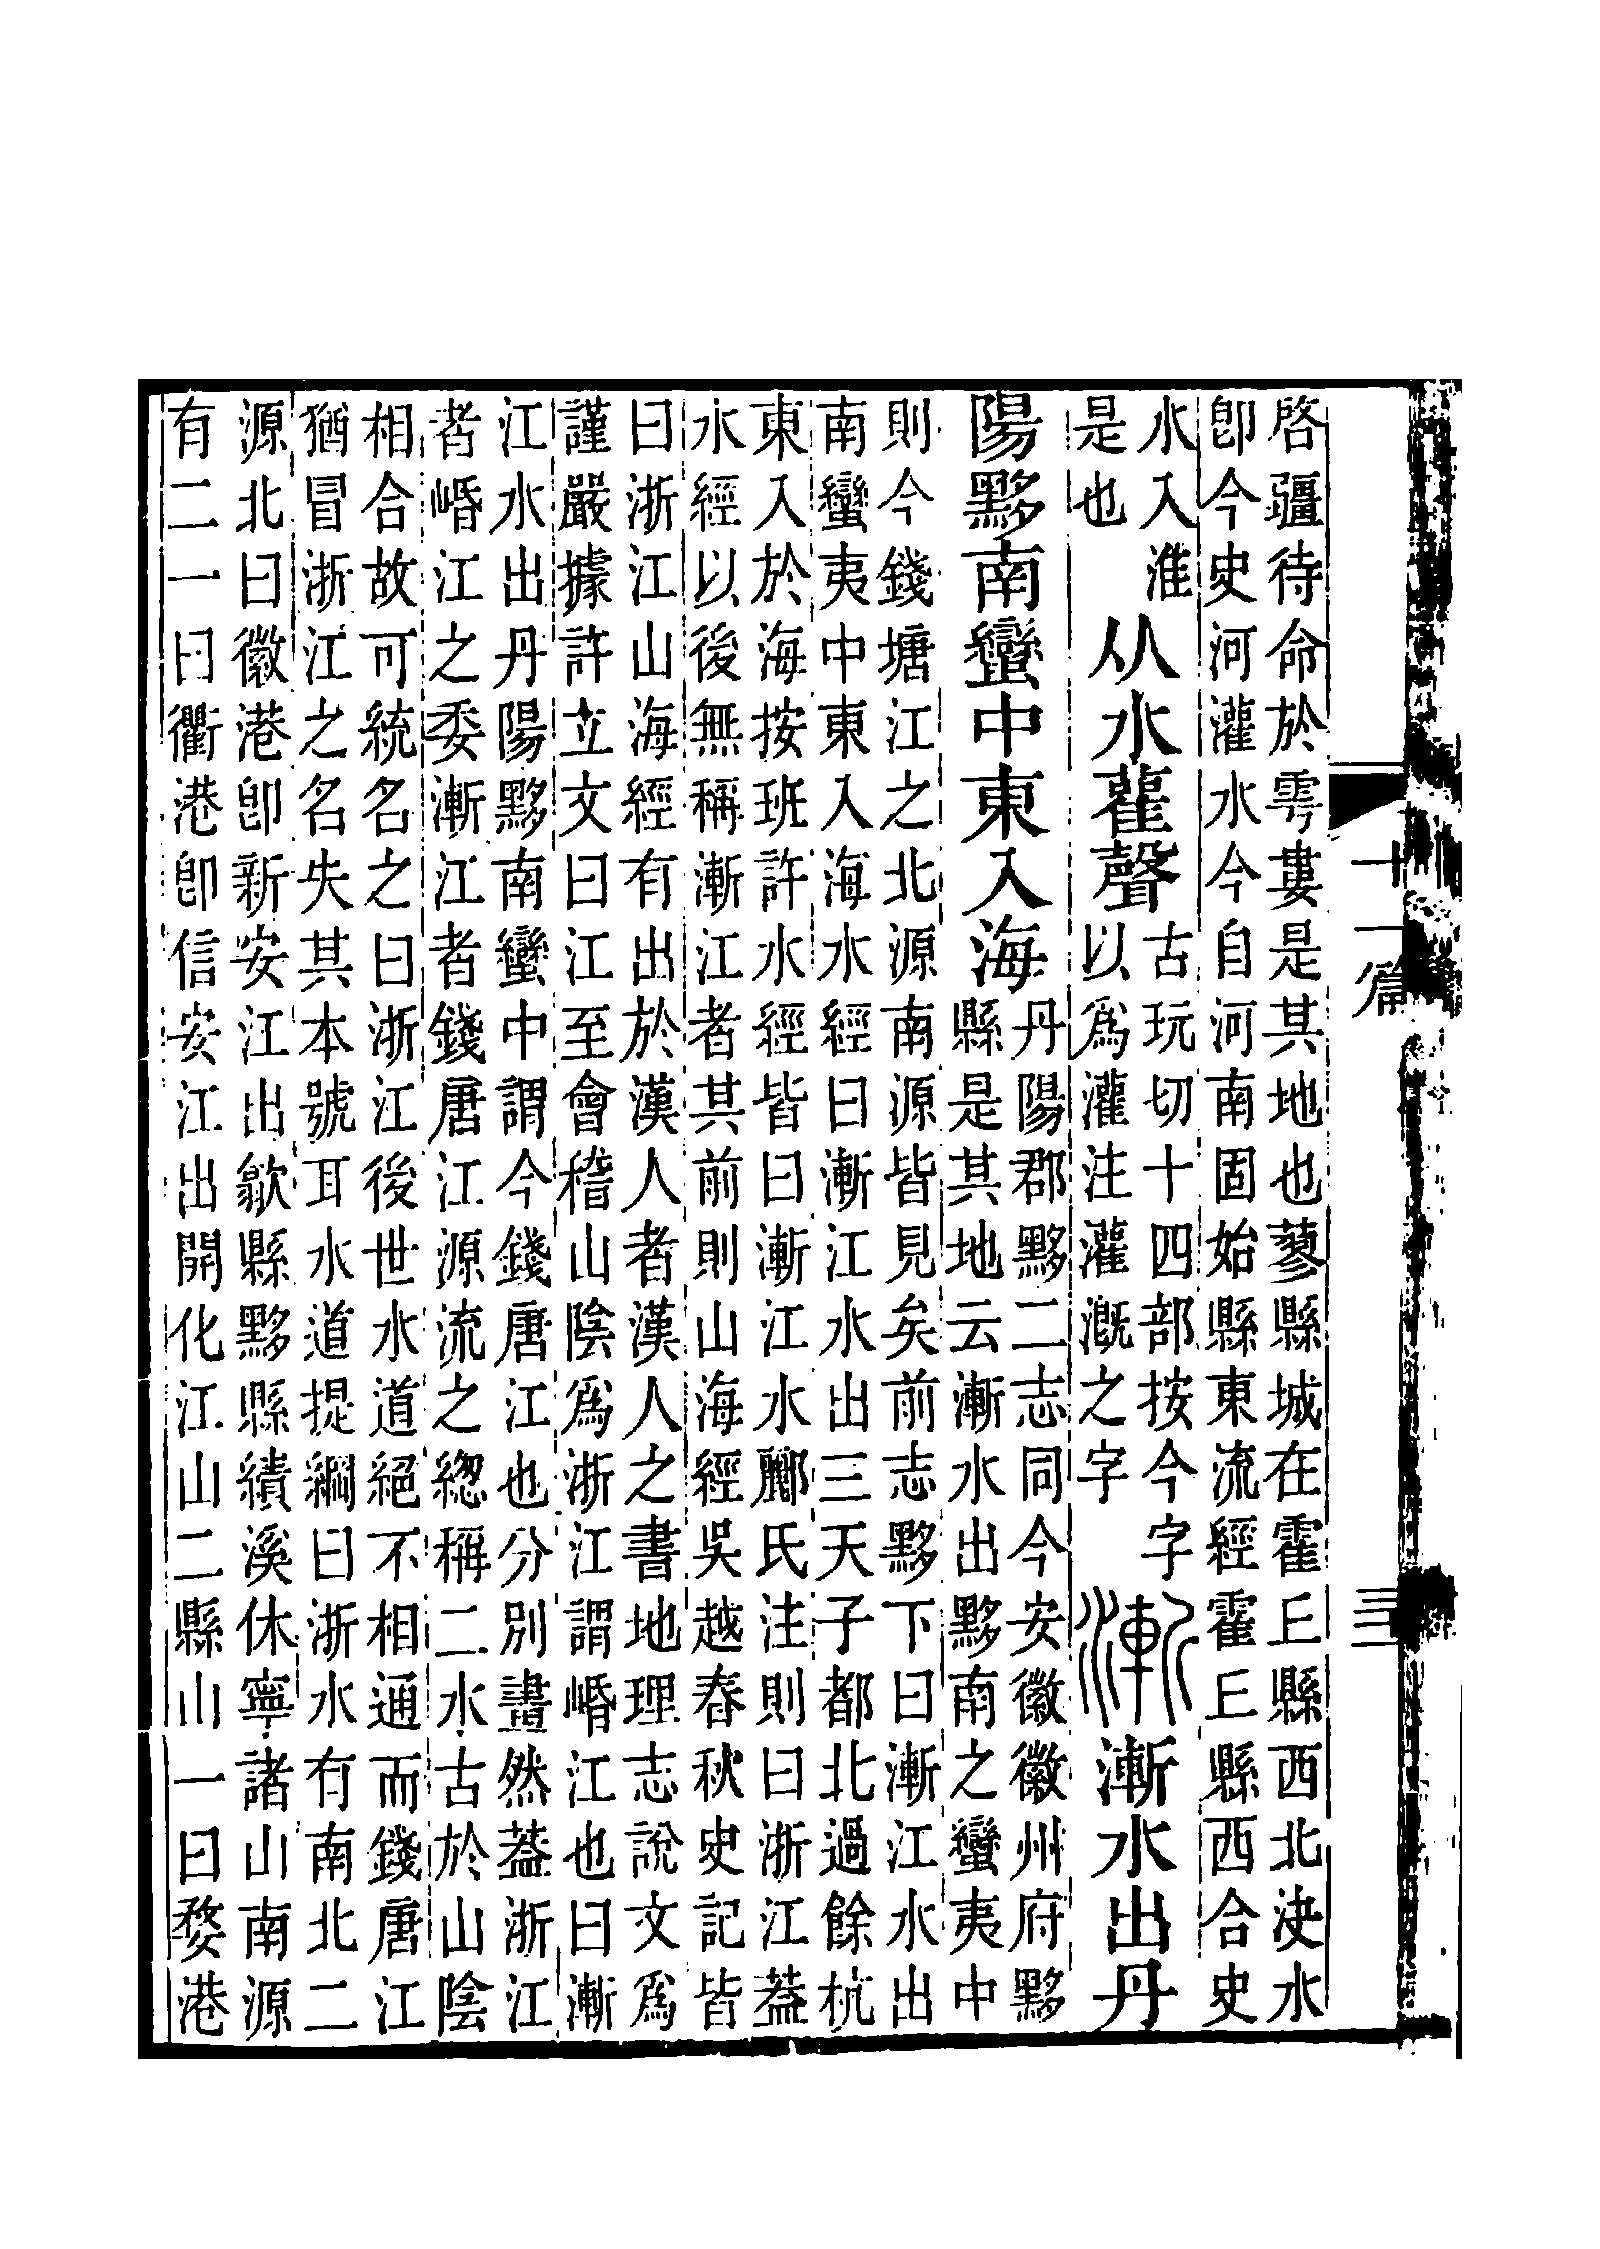 十一篇上一
啓疆待命於雩婁是其地也蓼縣城在霍丘縣西北決水
卽今史河灌水今自河南固始縣東流經霍丘縣西合史
水入淮
是也
从水雚聲
古玩切十四部按今字
以爲灌注灌漑之字
漸漸水出丹
陽黟南蠻中東入海
丹陽郡黟二志同今安徽徽州府黟
縣是其地云漸水出黟南之蠻夷中
則今錢塘江之北源南源皆見矣前志黟下曰漸江水出
南蠻夷中東入海水經曰漸江水出三天子都北過餘杭
東入於海按班許水經皆曰漸江水酈氏注則曰浙江葢
水經以後無稱漸江者其前則山海經吳越春秋史記皆
曰浙江山海經有出於漢人者漢人之書地理志說文爲
謹嚴據許立文曰江至會稽山陰爲浙江謂㟭江也曰漸
江水出丹陽黟南蠻中謂今錢唐江也分別畫然葢浙江
者㟭江之委漸江者錢唐江源流之緫稱二水古於山陰
相合故可統名之曰浙江後世水道絕不相通而錢唐江
猶冒浙江之名失其本號耳水道提綱曰浙水有南北二
源北曰徽港卽新安江出歙縣黟縣績溪休寧諸山南源
有二一曰衢港卽信安江出開化江山二縣山一曰婺港